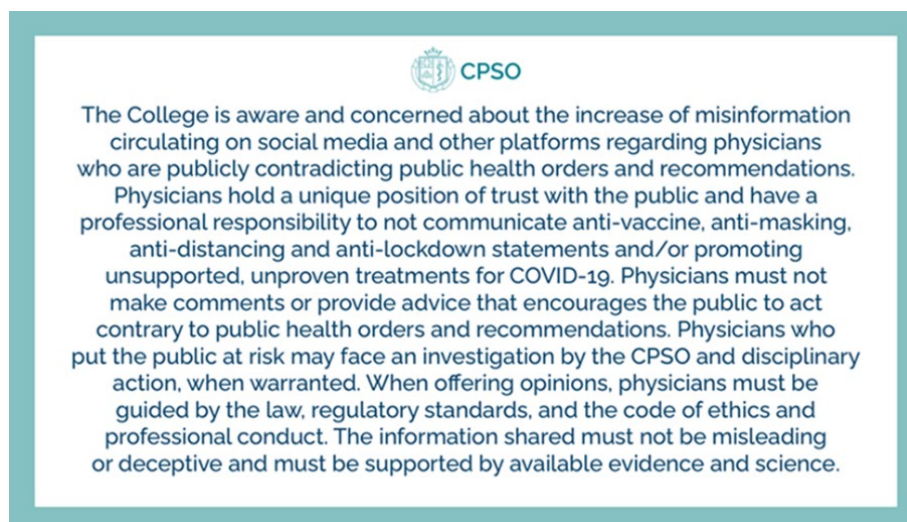 CPSO
The College is aware and concerned about the increase of misinformation
circulating on social media and other platforms regarding physicians
who are publicly contradicting public health orders and recommendations.
Physicians hold a unique position of trust with the public and have a
professional responsibility to not communicate anti-vaccine, anti-masking,
anti-distancing and anti-lockdown statements and/or promoting
unsupported, unproven treatments for COVID-19. Physicians must not
make comments or provide advice that encourages the public to act
contrary to public health orders and recommendations. Physicians who
put the public at risk may face an investigation by the CPSO and disciplinary
action, when warranted. When offering opinions, physicians must be
guided by the law, regulatory standards, and the code of ethics and
professional conduct. The information shared must not be misleading
or deceptive and must be supported by available evidence and science.